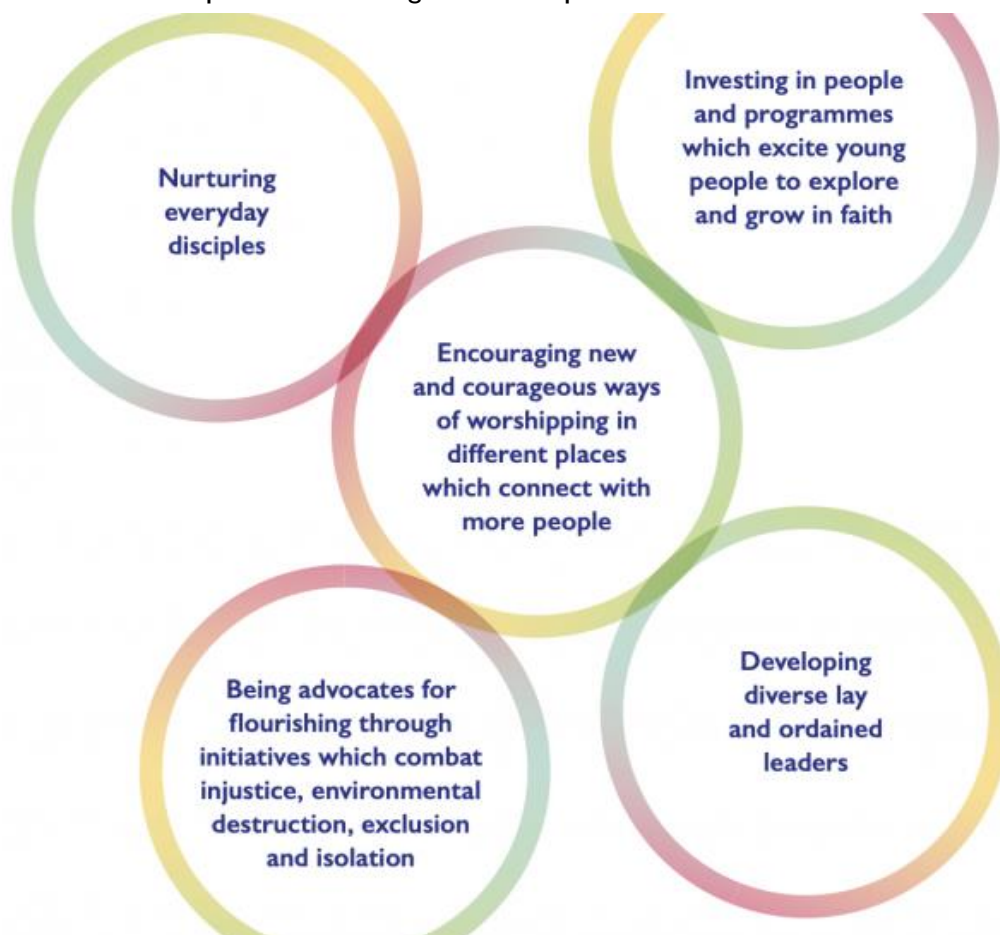 Nurturing
everyday
disciples
Investing in people
and programmes
which excite young
people to explore
and grow in faith
Encouraging new
and courageous ways
of worshipping in
different places
which connect with
more people
Being advocates for
flourishing through
initiatives which combat
injustice, environmental
destruction, exclusion
and isolation
Developing
diverse lay
and ordained
leaders